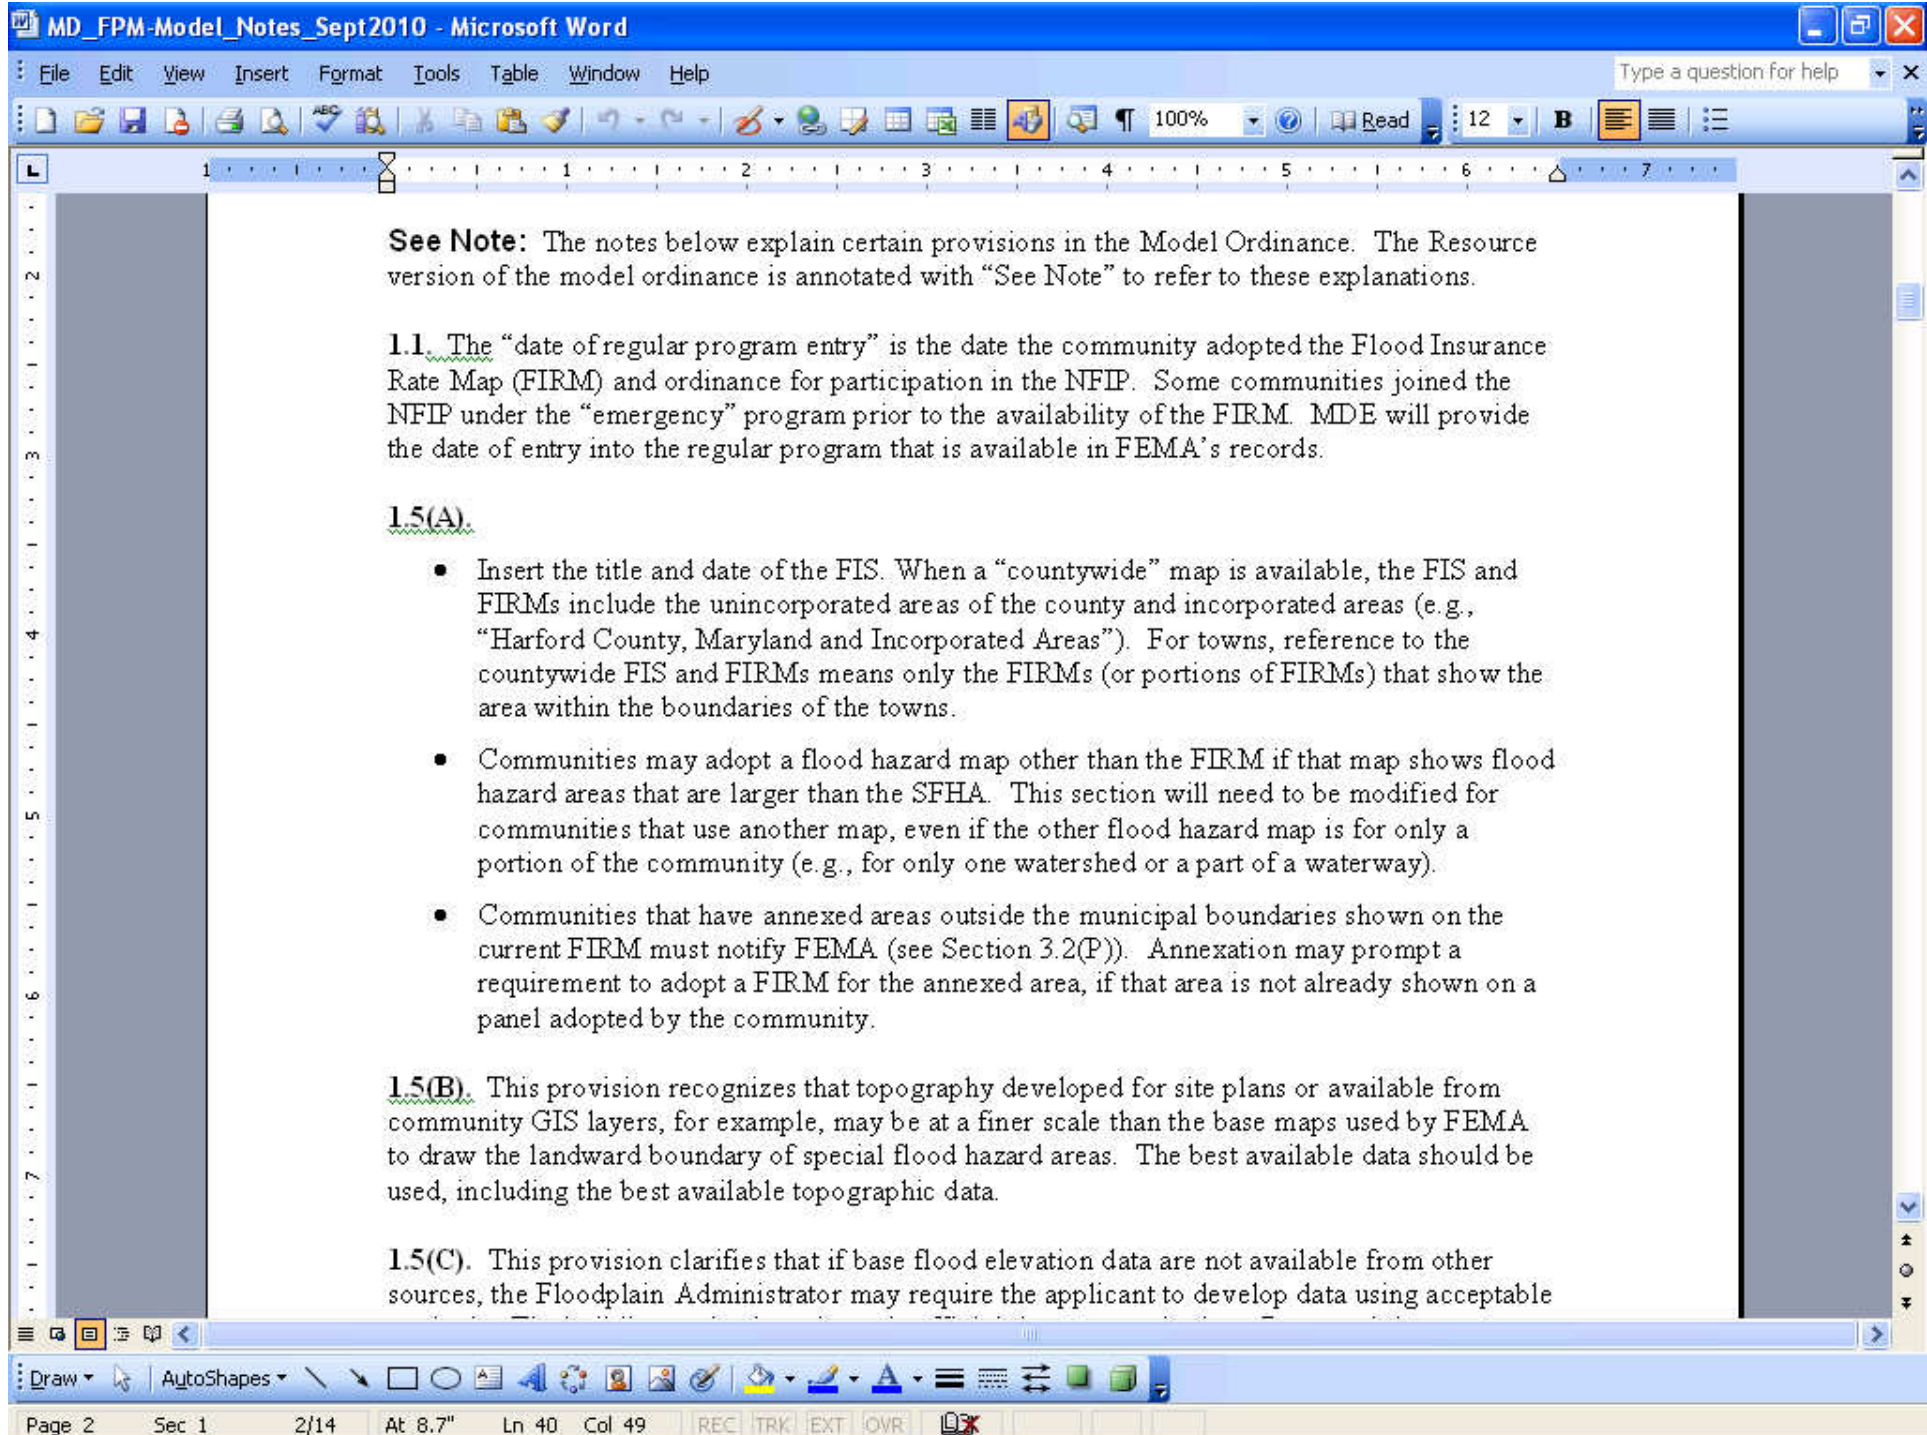 MD_FPM-Model_Notes_Sept2010 - Microsoft Word
File Edit View Insert Format Tools Table Window Help Type a question for help
100% Read 12 B
1 1 2 3 4 5 6 7
See Note: The notes below explain certain provisions in the Model Ordinance. The Resource
version of the model ordinance is annotated with “See Note” to refer to these explanations.
1.1. The “date of regular program entry” is the date the community adopted the Flood Insurance
Rate Map (FIRM) and ordinance for participation in the NFIP. Some communities joined the
NFIP under the “emergency” program prior to the availability of the FIRM. MDE will provide
the date of entry into the regular program that is available in FEMA’s records.
1.5(A).
• Insert the title and date of the FIS. When a “countywide” map is available, the FIS and
FIRMs include the unincorporated areas of the county and incorporated areas (e.g.,
“Harford County, Maryland and Incorporated Areas”). For towns, reference to the
countywide FIS and FIRMs means only the FIRMs (or portions of FIRMs) that show the
area within the boundaries of the towns.
• Communities may adopt a flood hazard map other than the FIRM if that map shows flood
hazard areas that are larger than the SFHA. This section will need to be modified for
communities that use another map, even if the other flood hazard map is for only a
portion of the community (e.g., for only one watershed or a part of a waterway).
• Communities that have annexed areas outside the municipal boundaries shown on the
current FIRM must notify FEMA (see Section 3.2(P)). Annexation may prompt a
requirement to adopt a FIRM for the annexed area, if that area is not already shown on a
panel adopted by the community.
1.5(B). This provision recognizes that topography developed for site plans or available from
community GIS layers, for example, may be at a finer scale than the base maps used by FEMA
to draw the landward boundary of special flood hazard areas. The best available data should be
used, including the best available topographic data.
1.5(C). This provision clarifies that if base flood elevation data are not available from other
sources, the Floodplain Administrator may require the applicant to develop data using acceptable
Draw AutoShapes
Page 2 Sec 1 2/14 At 8.7" Ln 40 Col 49 REC TRK EXT OVR